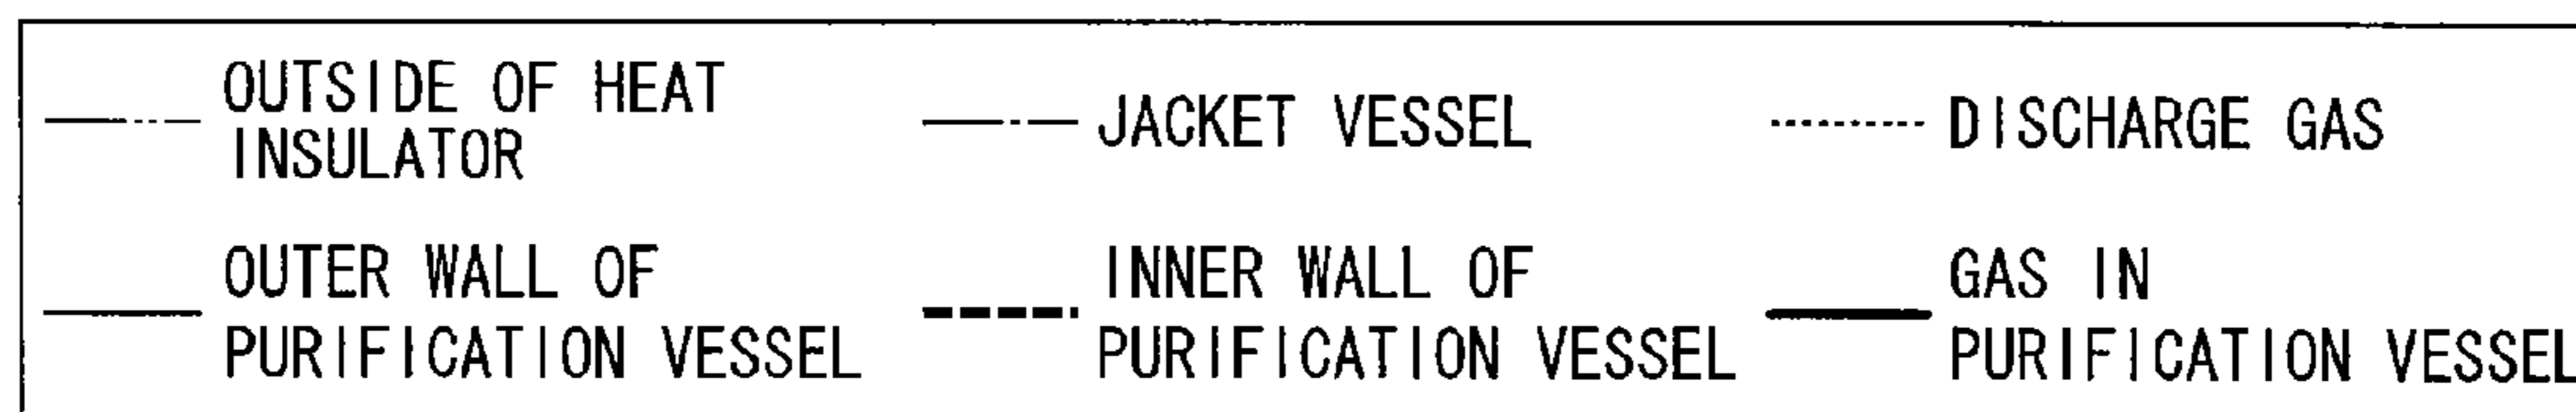 OUTSIDE OF HEAT
INSULATOR
JACKET VESSEL
DISCHARGE GAS
OUTER WALL OF
PURIFICATION VESSEL
INNER WALL OF
PURIFICATION VESSEL
GAS IN
PURIFICATION VESSEL